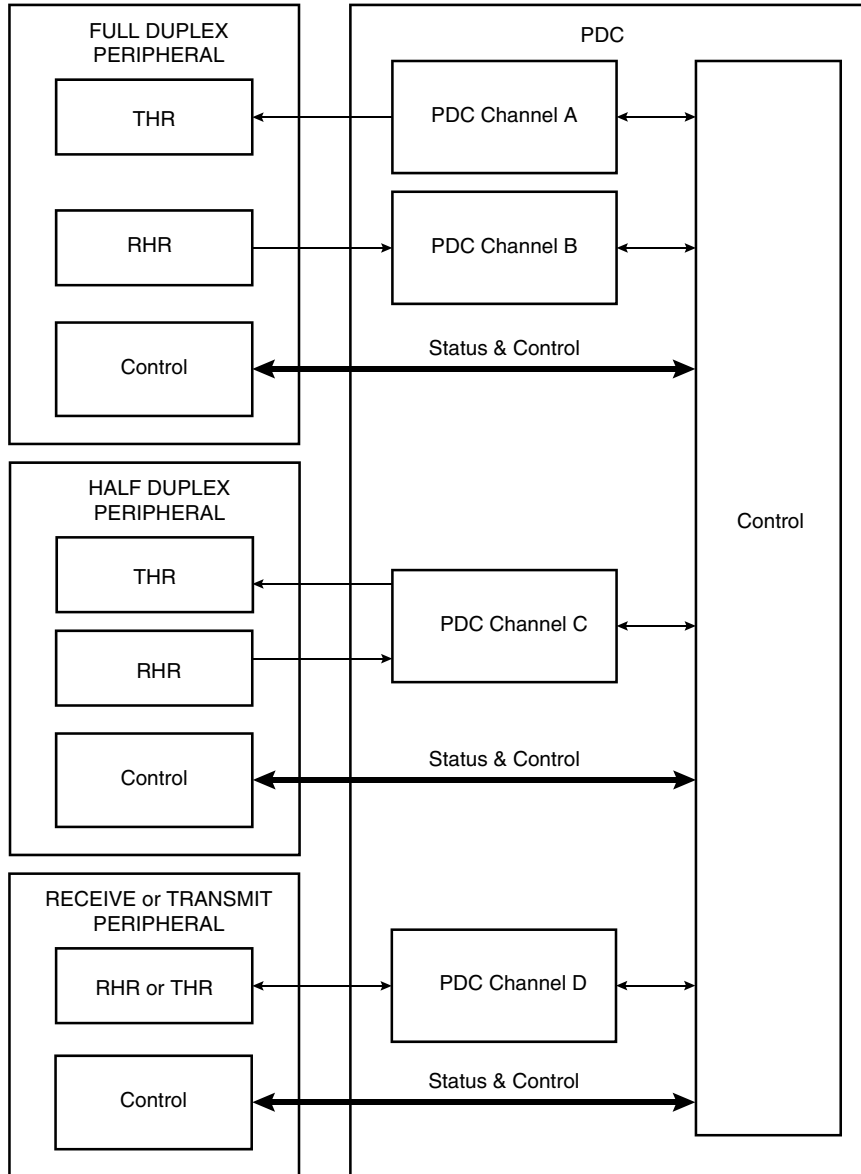 FULL DUPLEX
PERIPHERAL
PDC
THR
PDC Channel A
RHR
PDC Channel B
Control
Status & Control
HALF DUPLEX
PERIPHERAL
Control
THR
PDC Channel C
RHR
Control
Status & Control
RECEIVE or TRANSMIT
PERIPHERAL
RHR or THR
PDC Channel D
Control
Status & Control